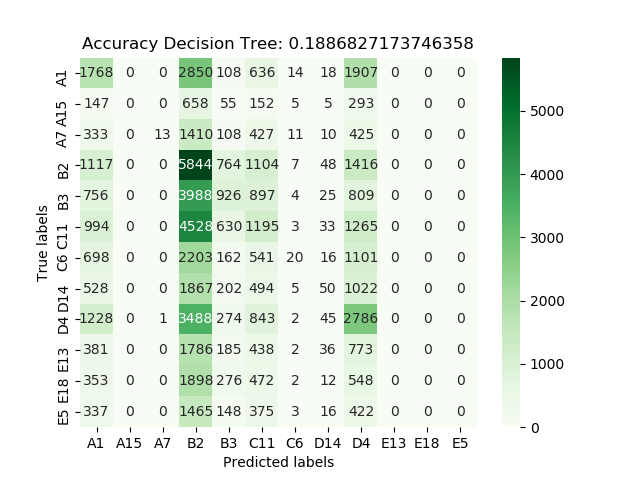 Accuracy Decision Tree: 0.1886827173746358
A1 1768 0 0 2850 108 636 14 18 1907 0 0 0
A15 147 0 0 658 55 152 5 5 293 0 0 0
A7 333 0 13 1410 108 427 11 10 425 0 0 0
B2 1117 0 0 5844 764 1104 7 48 1416 0 0 0
B3 756 0 0 3988 926 897 4 25 809 0 0 0
C11 994 0 0 4528 630 1195 3 33 1265 0 0 0
C6 698 0 0 2203 162 541 20 16 1101 0 0 0
D14 528 0 0 1867 202 494 5 50 1022 0 0 0
D4 1228 0 1 3488 274 843 2 45 2786 0 0 0
E13 381 0 0 1786 185 438 2 36 773 0 0 0
E18 353 0 0 1898 276 472 2 12 548 0 0 0
E5 337 0 0 1465 148 375 3 16 422 0 0 0
A1 A15 A7 B2 B3 C11 C6 D14 D4 E13 E18 E5
Predicted labels
True labels
5000
4000
3000
2000
1000
0